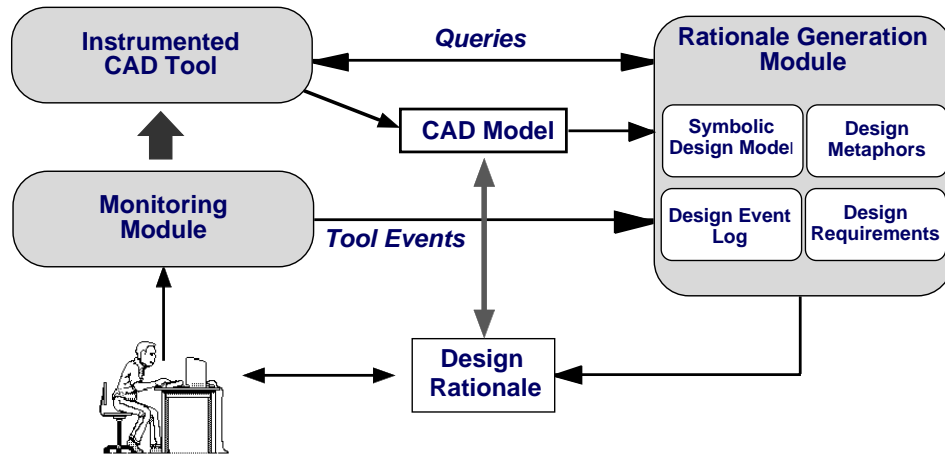 Instrumented
CAD Tool
Queries
Rationale Generation
Module
CAD Model
Symbolic
Design Model
Design
Metaphors
Monitoring
Module
Tool Events
Design Event
Log
Design
Requirements
Design
Rationale